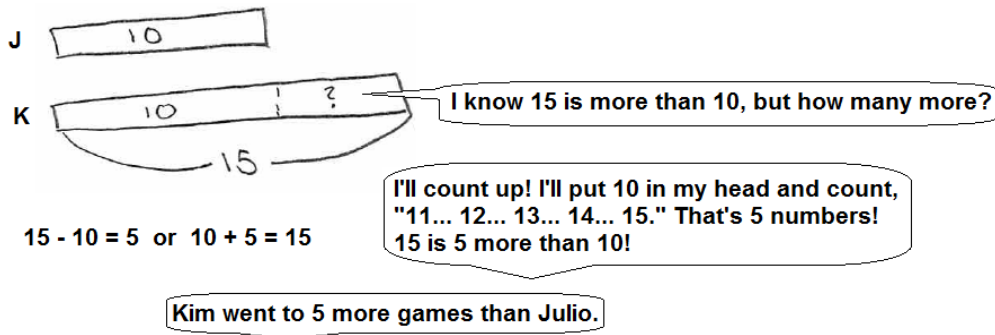 J 10
K 10 ?
15
I know 15 is more than 10, but how many more?
I'll count up! I'll put 10 in my head and count,
"11... 12... 13... 14... 15." That's 5 numbers!
15 is 5 more than 10!
15 - 10 = 5 or 10 + 5 = 15
Kim went to 5 more games than Julio.